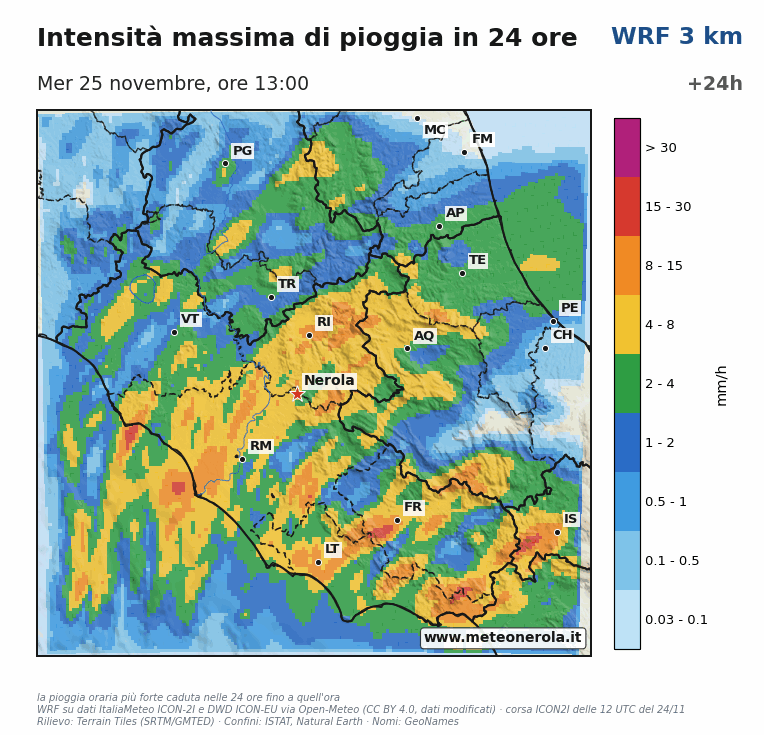 Intensità massima di pioggia in 24 ore
WRF 3 km
Mer 25 novembre, ore 13:00
+24h
MC
FM
PG
AP
TE
TR
PE
VT
RI
AQ
CH
Nerola
RM
FR
IS
LT
www.meteonerola.it
> 30
15 - 30
8 - 15
4 - 8
2 - 4
1 - 2
0.5 - 1
0.1 - 0.5
0.03 - 0.1
mm/h
la pioggia oraria più forte caduta nelle 24 ore fino a quell'ora
WRF su dati ItaliaMeteo ICON-2I e DWD ICON-EU via Open-Meteo (CC BY 4.0, dati modificati) · corsa ICON2I delle 12 UTC del 24/11
Rilievo: Terrain Tiles (SRTM/GMTED) · Confini: ISTAT, Natural Earth · Nomi: GeoNames